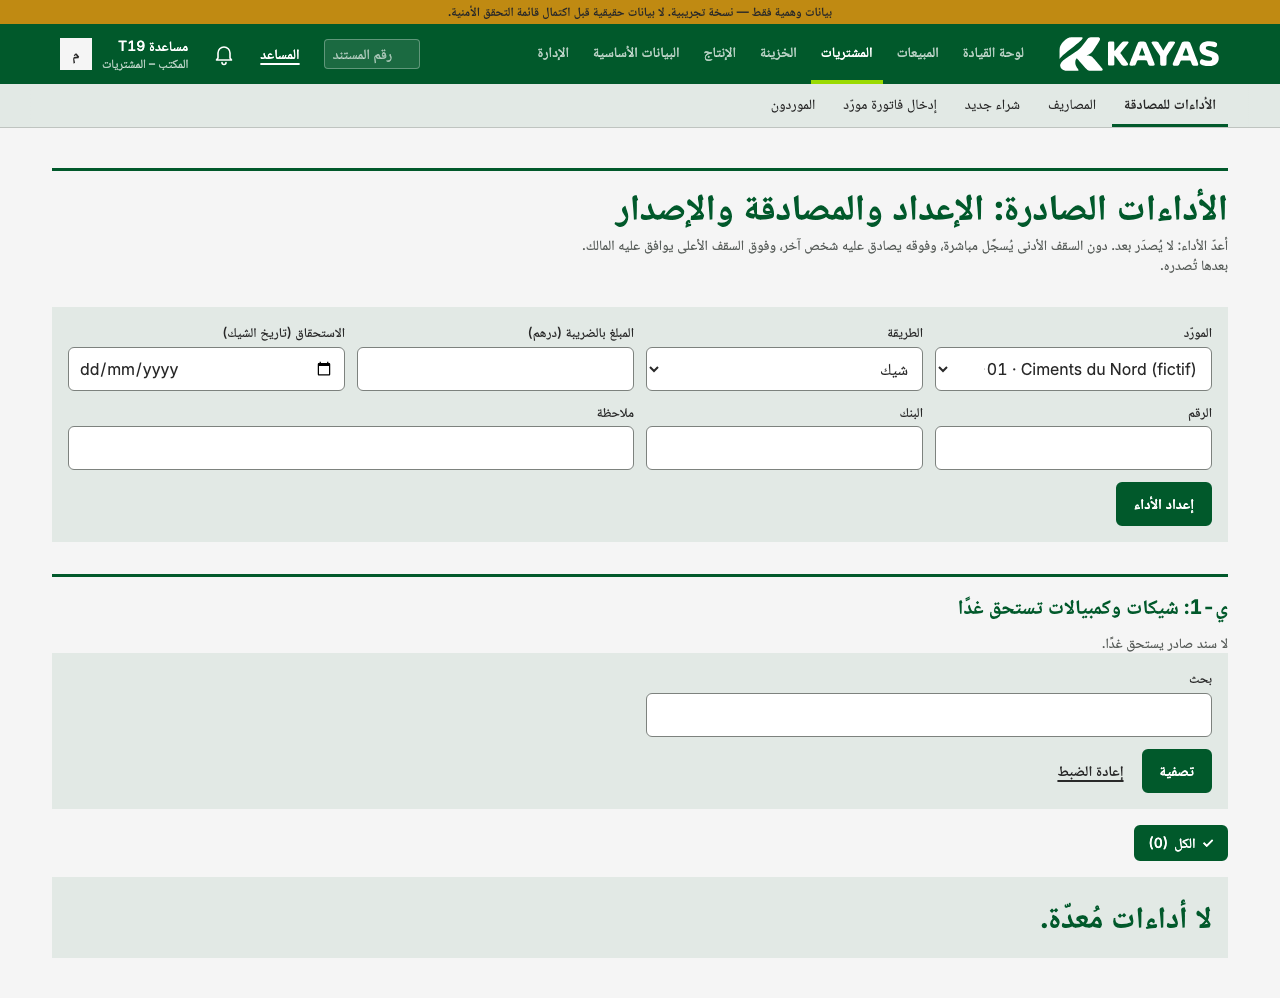 بيانات وهمية فقط — نسخة تجريبية. لا بيانات حقيقية قبل اكتمال قائمة التحقق الأمنية.
KAYAS
لوحة القيادة
المبيعات
المشتريات
الخزينة
الإنتاج
البيانات الأساسية
الإدارة
رقم المستند
المساعد
مساعدة T19
المكتب – المشتريات
م
الأداءات للمصادقة
المصاريف
شراء جديد
إدخال فاتورة مورّد
الموردون
الأداءات الصادرة: الإعداد والمصادقة والإصدار
أعدّ الأداء: لا يُصدَر بعد. دون السقف الأدنى يُسجَّل مباشرة، وفوقه يصادق عليه شخص آخر، وفوق السقف الأعلى يوافق عليه المالك.
بعدها تُصدره.
المورّد
الطريقة
المبلغ بالضريبة (درهم)
الاستحقاق (تاريخ الشيك)
01 · Ciments du Nord (fictif)
شيك
dd/mm/yyyy
الرقم
البنك
ملاحظة
إعداد الأداء
ي-1: شيكات وكمبيالات تستحق غدًا
لا سند صادر يستحق غدًا.
بحث
تصفية
إعادة الضبط
✓ الكل (0)
لا أداءات مُعدّة.